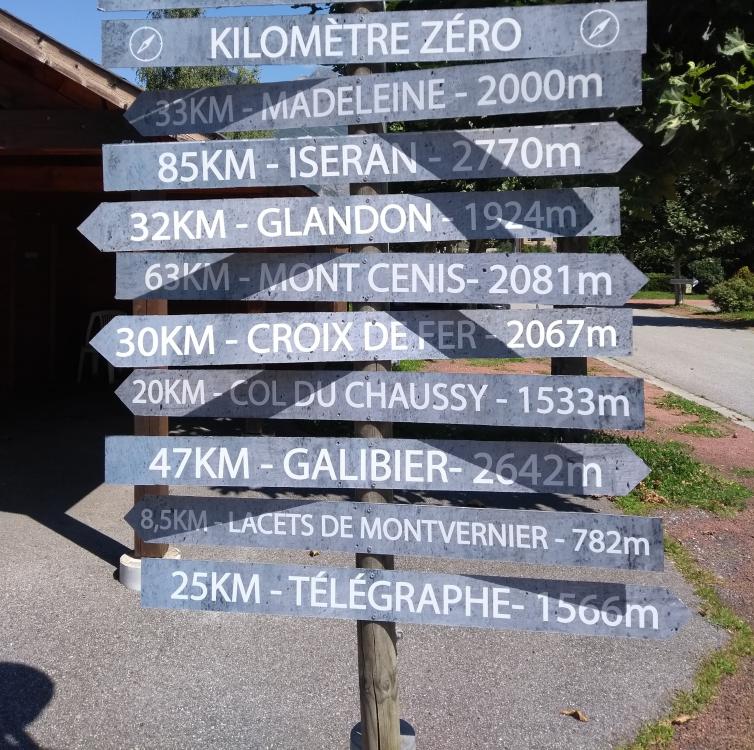 KILOMÈTRE ZÉRO
33KM - MADELEINE - 2000m
85KM - ISERAN - 2770m
32KM - GLANDON - 1924m
63KM - MONT CENIS- 2081m
30KM - CROIX DE FER - 2067m
20KM - COL DU CHAUSSY - 1533m
47KM - GALIBIER- 2642m
8,5KM - LACETS DE MONTVERNIER - 782m
25KM - TÉLÉGRAPHE- 1566m